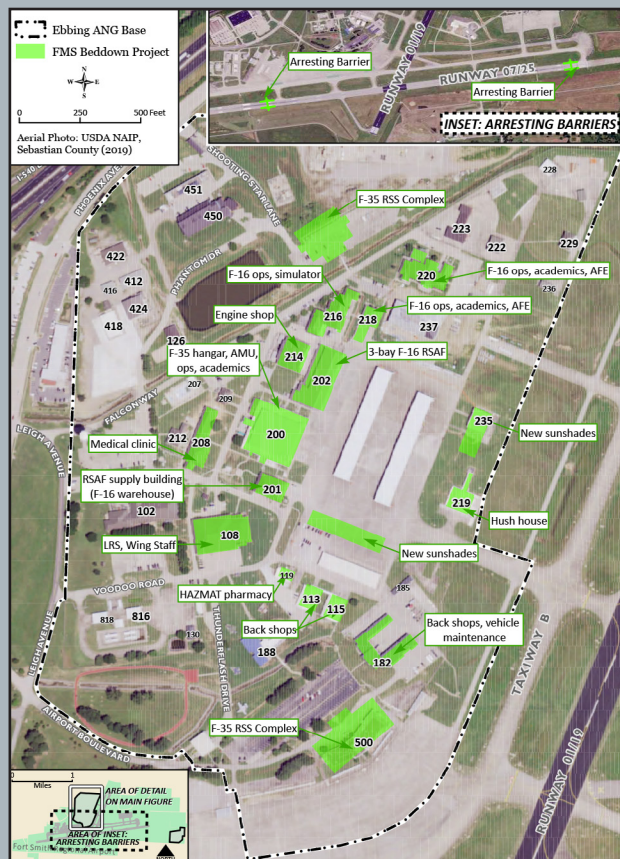 Ebbing ANG Base
FMS Beddown Project
N
W
E
S
0
250
500 Feet
Aerial Photo: USDA NAIP,
Sebastian County (2019)
Arresting Barrier
RUNWAY 01/19
RUNWAY 07/25
Arresting Barrier
INSET: ARRESTING BARRIERS
I-540
PHOENIX AVE
SHOOTING STAR LANE
451
450
F-35 RSS Complex
228
223
222
229
422
416
412
424
418
PHANTOM DR
F-16 ops, simulator
220
F-16 ops, academics, AFE
236
216
218
F-16 ops, academics, AFE
237
Engine shop
126
214
3-bay F-16 RSAF
F-35 hangar, AMU,
ops, academics
202
207
209
FALCON WAY
200
235
New sunshades
LEIGH AVENUE
212
208
Medical clinic
RSAF supply building
(F-16 warehouse)
201
219
Hush house
102
108
LRS, Wing Staff
New sunshades
119
HAZMAT pharmacy
VOODOO ROAD
113
115
185
Back shops
818
816
130
THUNDERFLASH DRIVE
188
Back shops, vehicle
maintenance
182
TAXIWAY B
LEIGH AVENUE
AIRPORT BOULEVARD
F-35 RSS Complex
500
RUNWAY 01/19
0
1
Miles
AREA OF DETAIL
ON MAIN FIGURE
AREA OF INSET:
ARRESTING BARRIERS
Fort Smith Regional Airport
NORTH